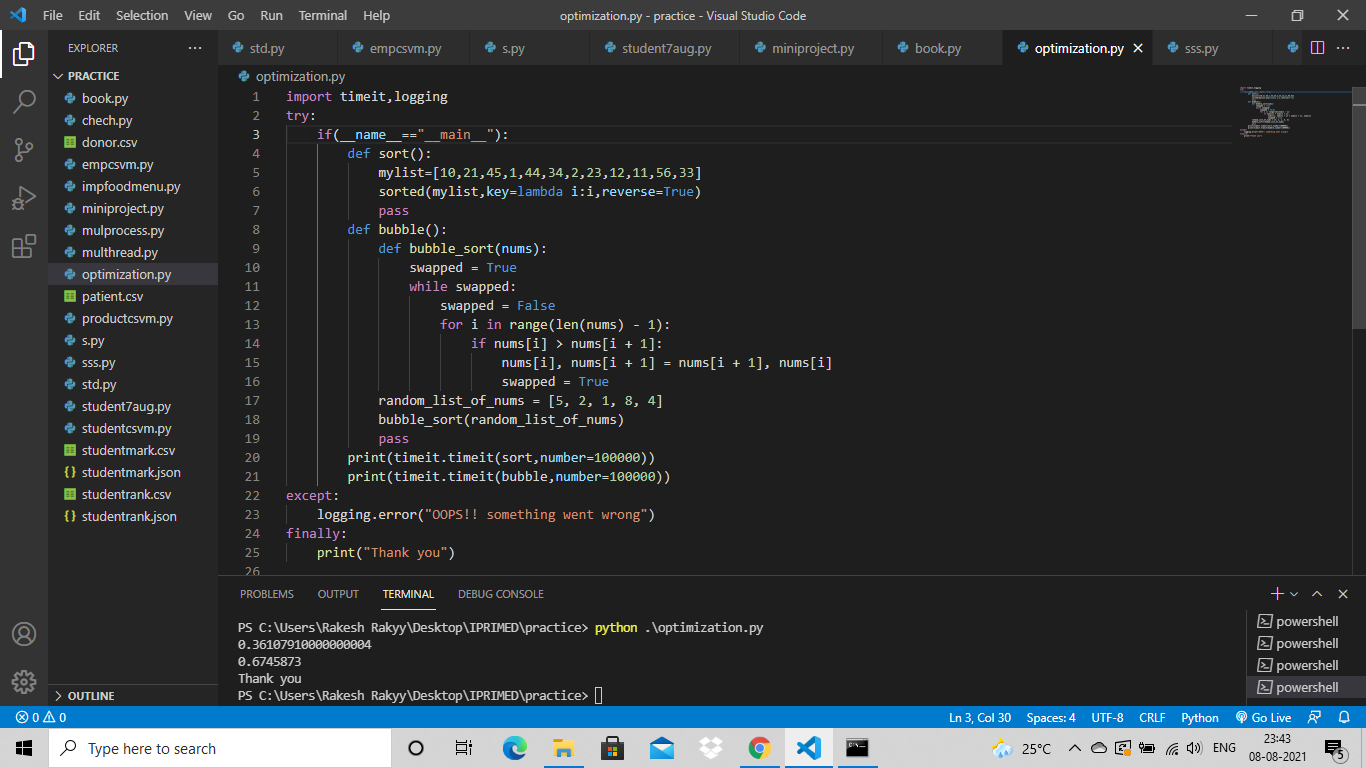 File Edit Selection View Go Run Terminal Help optimization.py - practice - Visual Studio Code
EXPLORER ...
std.py empcsvm.py s.py student7aug.py miniproject.py book.py optimization.py sss.py
PRACTICE
book.py
chech.py
donor.csv
empcsvm.py
impfoodmenu.py
miniproject.py
mulprocess.py
multhread.py
optimization.py
patient.csv
productcsvm.py
s.py
sss.py
std.py
student7aug.py
studentcsvm.py
studentmark.csv
{} studentmark.json
studentrank.csv
{} studentrank.json
OUTLINE
optimization.py
1 import timeit,logging
2 try:
3     if(__name__=="__main__"):
4         def sort():
5             mylist=[10,21,45,1,44,34,2,23,12,11,56,33]
6             sorted(mylist,key=lambda i:i,reverse=True)
7             pass
8         def bubble():
9             def bubble_sort(nums):
10                 swapped = True
11                 while swapped:
12                     swapped = False
13                     for i in range(len(nums) - 1):
14                         if nums[i] > nums[i + 1]:
15                             nums[i], nums[i + 1] = nums[i + 1], nums[i]
16                             swapped = True
17             random_list_of_nums = [5, 2, 1, 8, 4]
18             bubble_sort(random_list_of_nums)
19             pass
20         print(timeit.timeit(sort,number=100000))
21         print(timeit.timeit(bubble,number=100000))
22 except:
23     logging.error("OOPS!! something went wrong")
24 finally:
25     print("Thank you")
26
PROBLEMS OUTPUT TERMINAL DEBUG CONSOLE
PS C:\Users\Rakesh Rakyy\Desktop\IPRIMED\practice> python .\optimization.py
0.36107910000000004
0.6745873
Thank you
PS C:\Users\Rakesh Rakyy\Desktop\IPRIMED\practice>
powershell
powershell
powershell
powershell
0 0 Ln 3, Col 30 Spaces: 4 UTF-8 CRLF Python Go Live
Type here to search 25°C ENG 23:43
08-08-2021 5